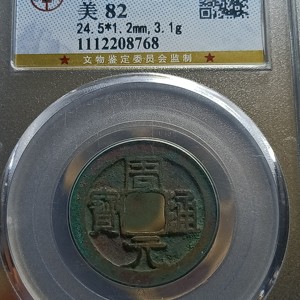 美 82
24.5*1.2mm,3.1g
1112208768
★ 文物鉴定委员会监制 ★
周元通寶